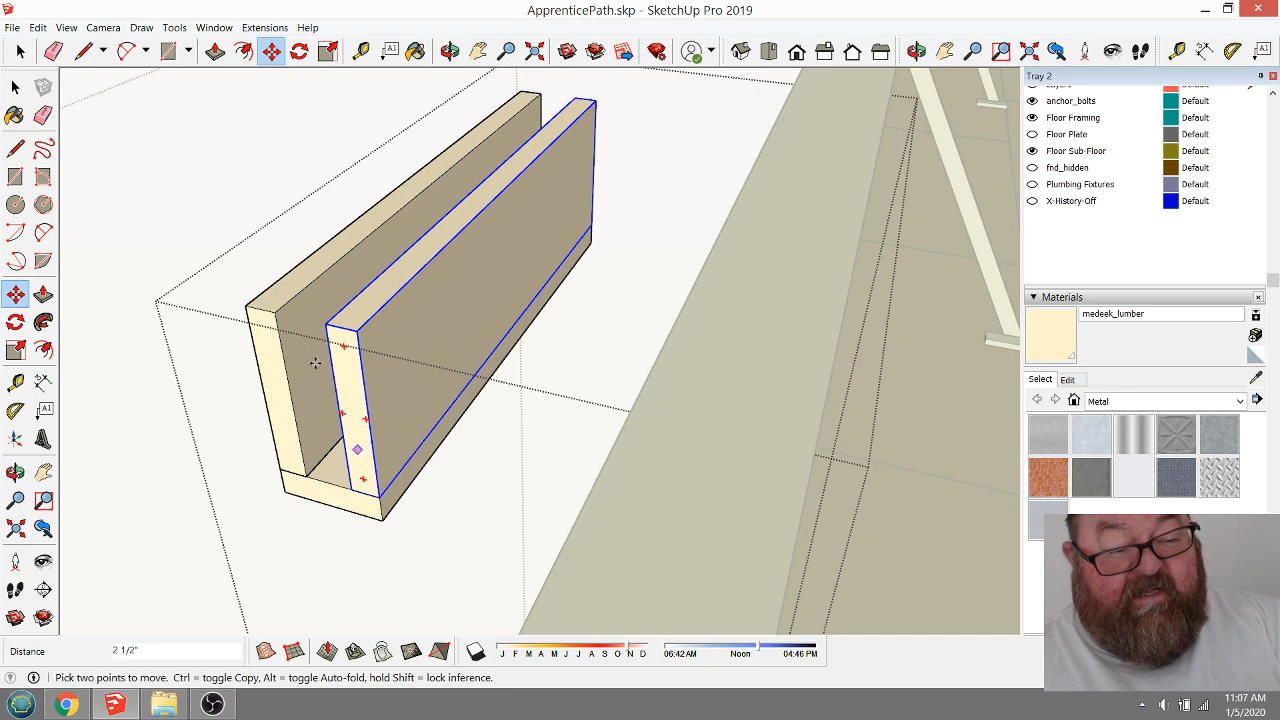 ApprenticePath.skp - SketchUp Pro 2019
File Edit View Camera Draw Tools Window Extensions Help
Tray 2
anchor_bolts Default
Floor Framing Default
Floor Plate Default
Floor Sub-Floor Default
fnd_hidden Default
Plumbing Fixtures Default
X-History-Off Default
Materials
medeek_lumber
Select Edit
Metal
Distance 2 1/2"
J F M A M J J A S O N D
06:42 AM Noon 04:46 PM
Pick two points to move. Ctrl = toggle Copy, Alt = toggle Auto-fold, hold Shift = lock inference.
11:07 AM
1/5/2020